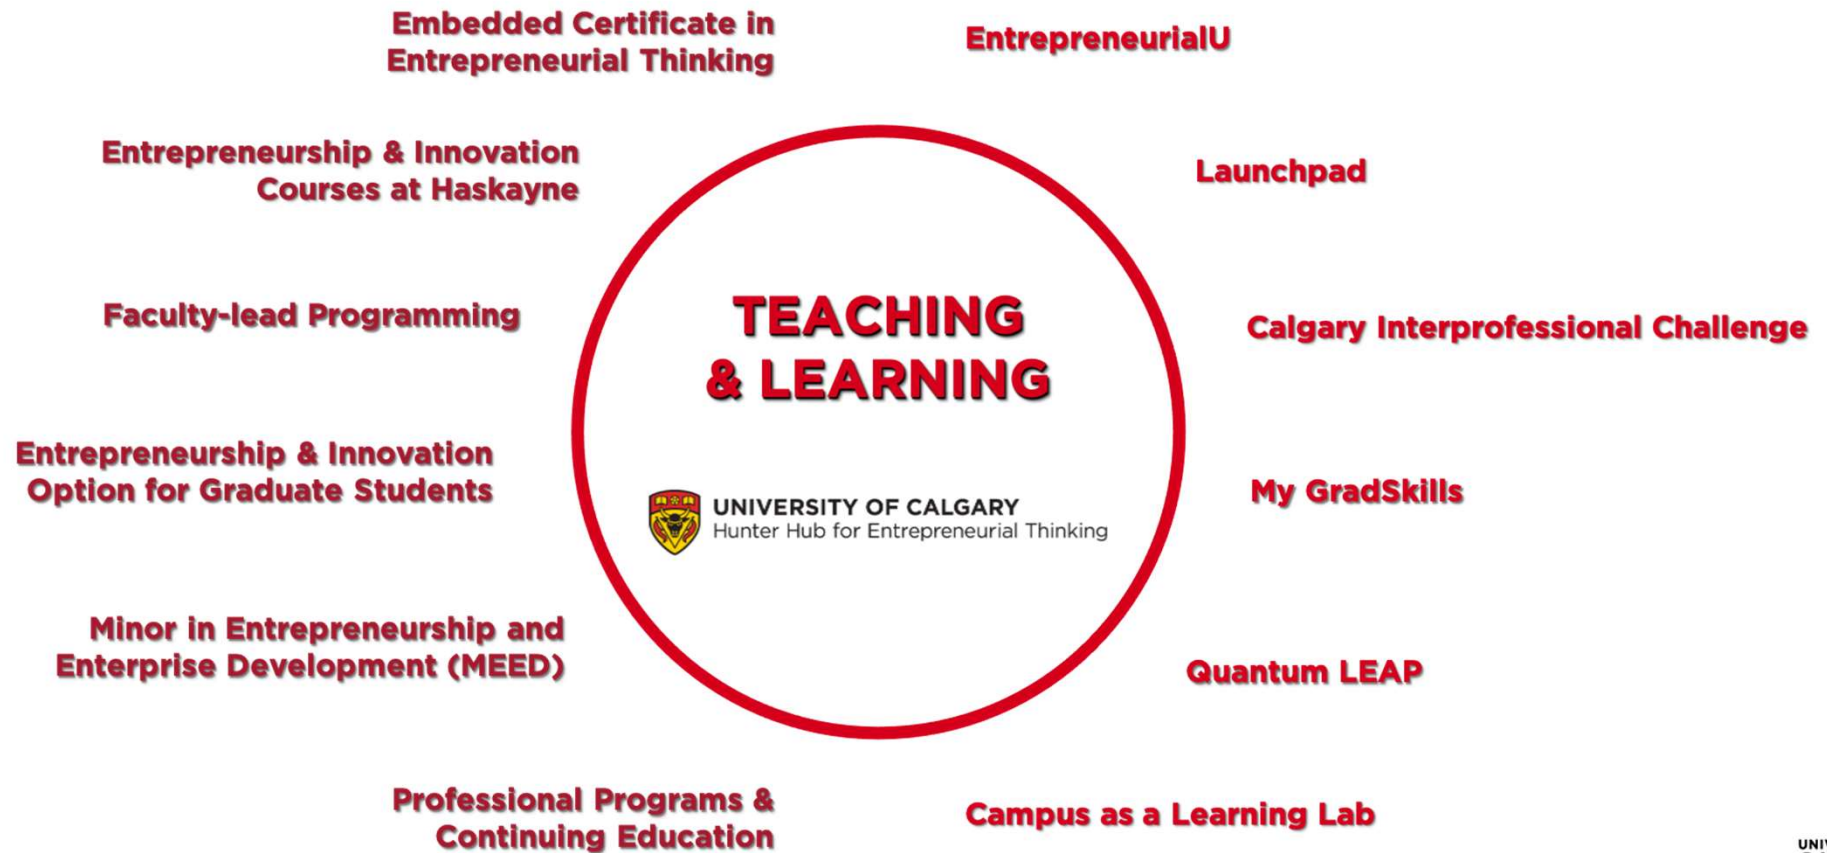 Embedded Certificate in
Entrepreneurial Thinking
EntrepreneurialU
Entrepreneurship & Innovation
Courses at Haskayne
Launchpad
Faculty-lead Programming
TEACHING
& LEARNING
Calgary Interprofessional Challenge
Entrepreneurship & Innovation
Option for Graduate Students
My GradSkills
UNIVERSITY OF CALGARY
Hunter Hub for Entrepreneurial Thinking
Minor in Entrepreneurship and
Enterprise Development (MEED)
Quantum LEAP
Professional Programs &
Continuing Education
Campus as a Learning Lab